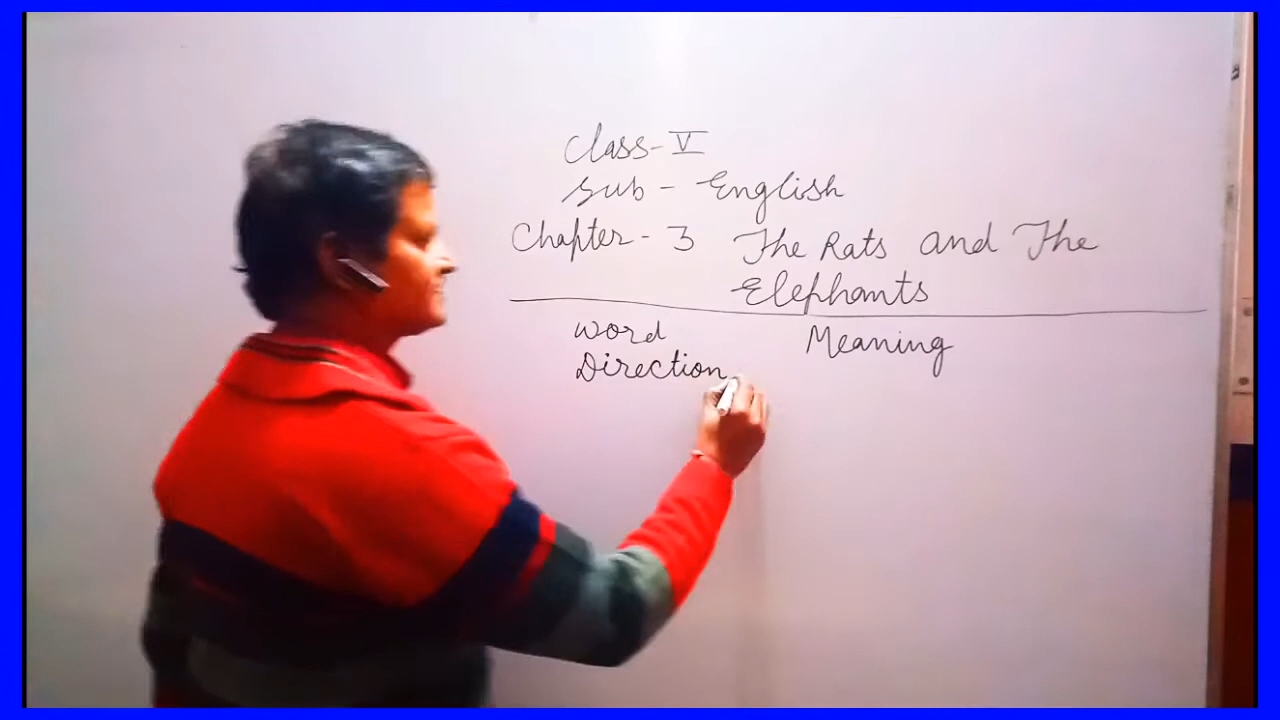 Class-V
Sub - English
Chapter - 3 The Rats and The
Elephants
Word Meaning
Direction